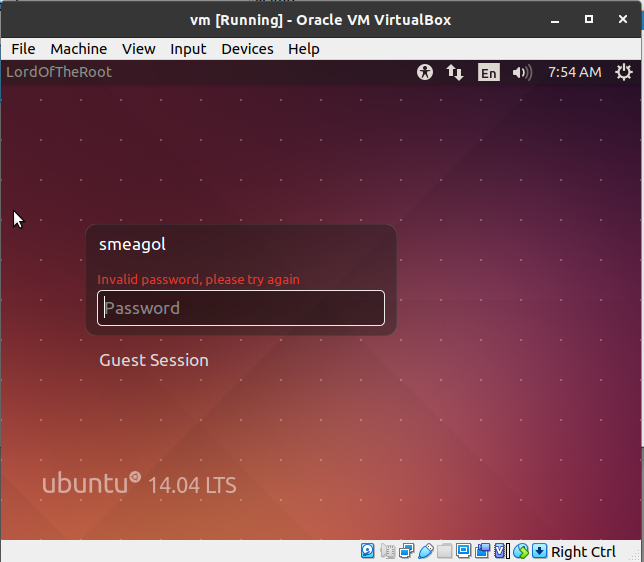 vm [Running] - Oracle VM VirtualBox
File Machine View Input Devices Help
LordOfTheRoot En 7:54 AM
smeagol
Invalid password, please try again
Password
Guest Session
ubuntu 14.04 LTS
Right Ctrl